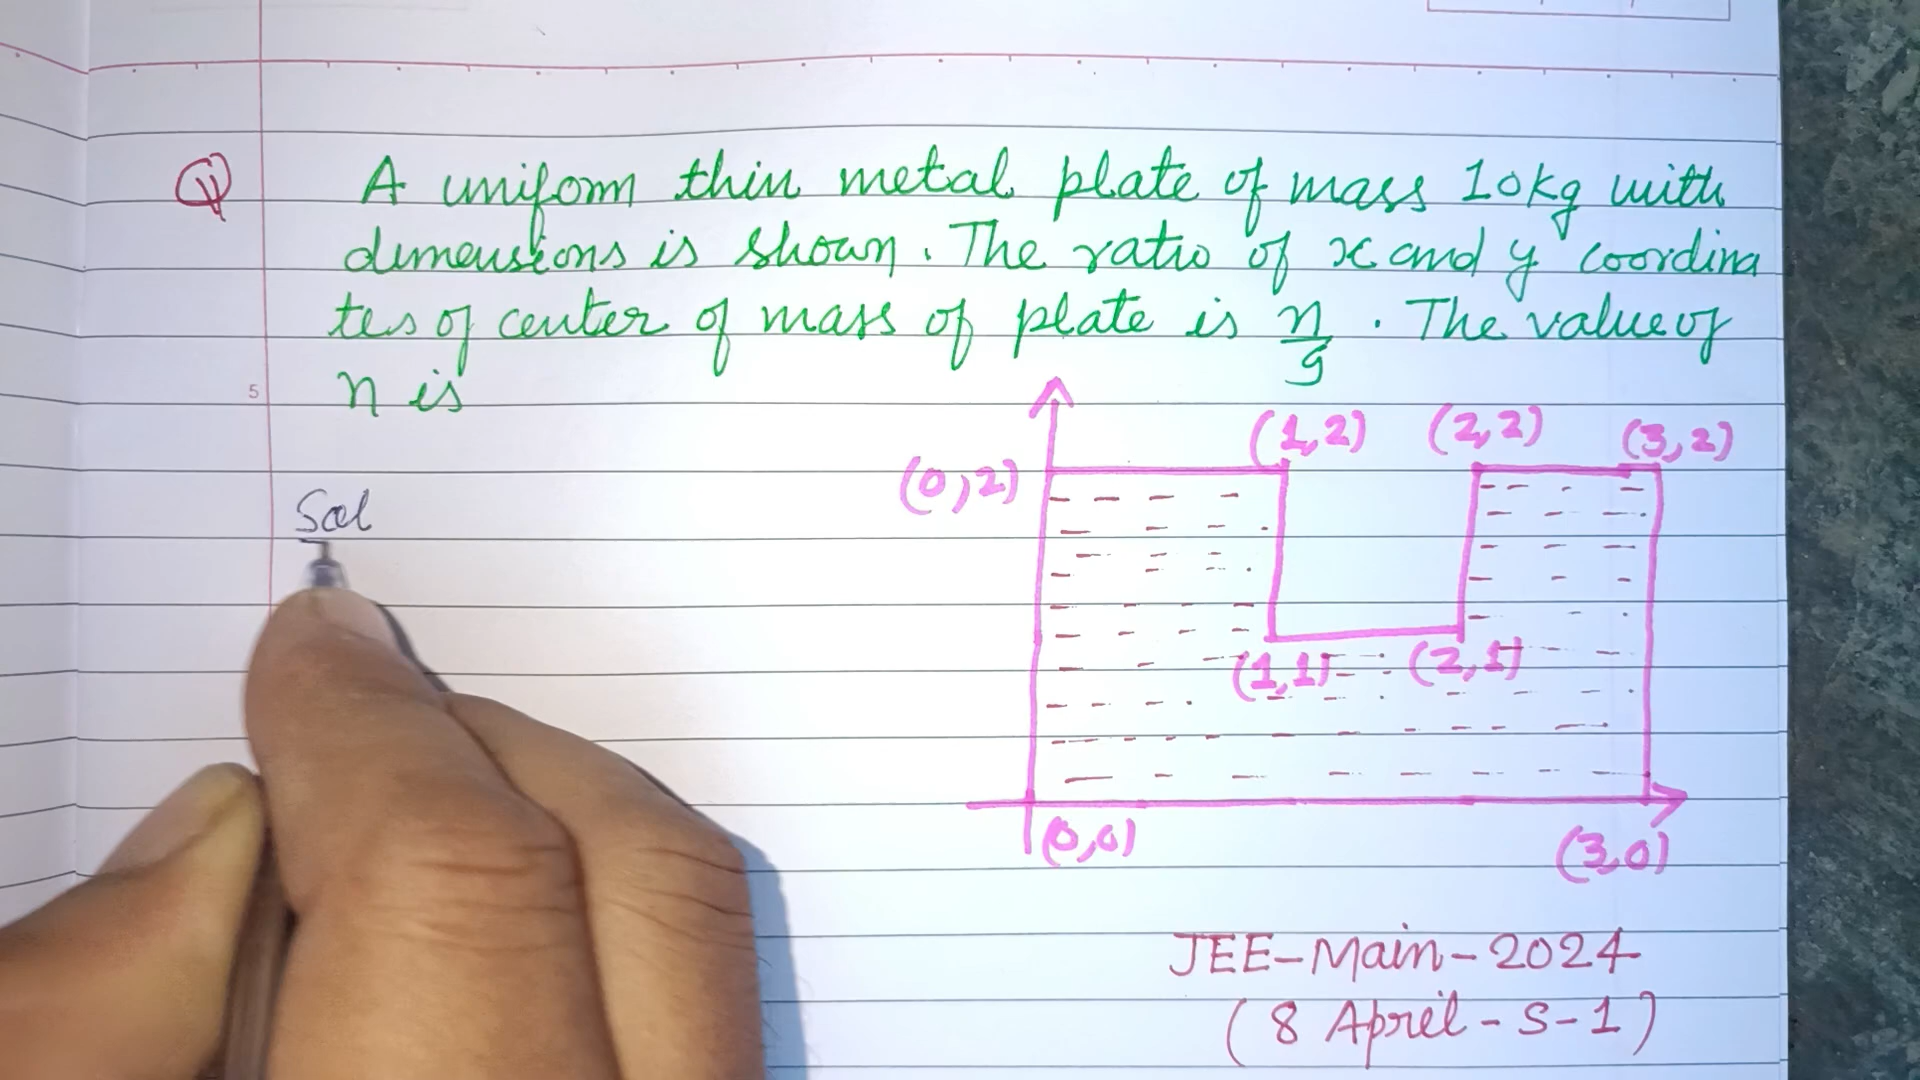 Q
A uniform thin metal plate of mass 10kg with
dimensions is shown. The ratio of x and y coordina
tes of center of mass of plate is n/9. The value of
n is
5
(1,2) (2,2) (3,2)
(0,2)
Sol
(1,1) (2,1)
(0,0) (3,0)
JEE-Main-2024
(8 April-S-1)